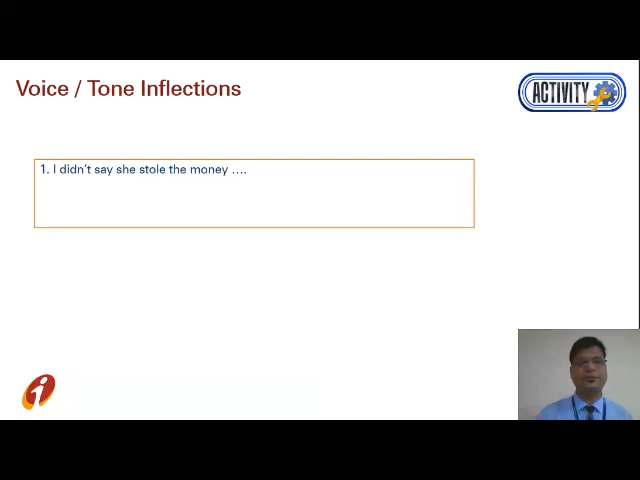 Voice / Tone Inflections
ACTIVITY
1. I didn't say she stole the money ....